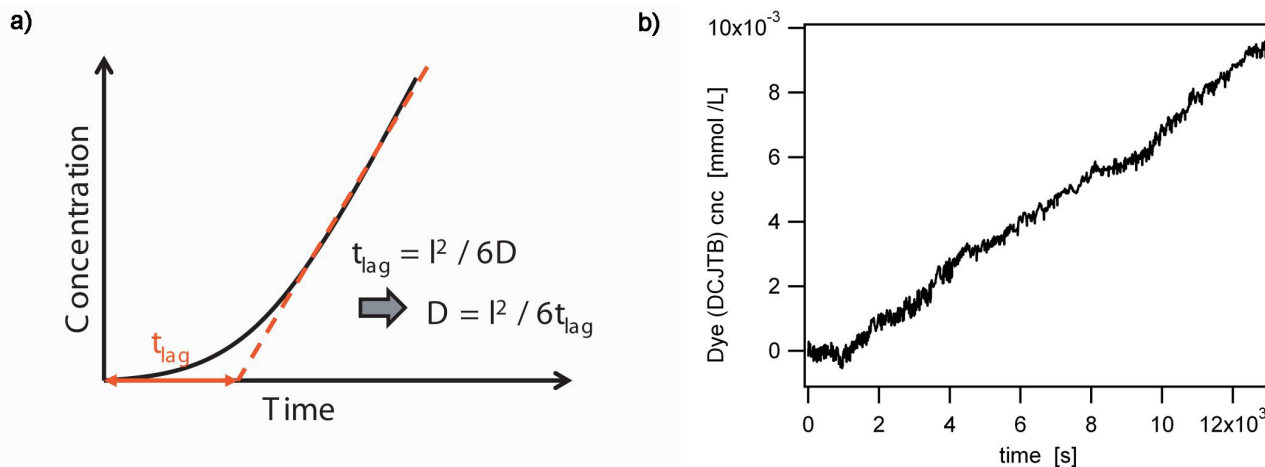 a)
Concentration
t_lag
t_lag = l² / 6D
D = l² / 6t_lag
Time
b)
10x10⁻³
8
6
4
2
0
Dye (DCJTB) cnc [mmol /L]
0 2 4 6 8 10 12x10³
time [s]